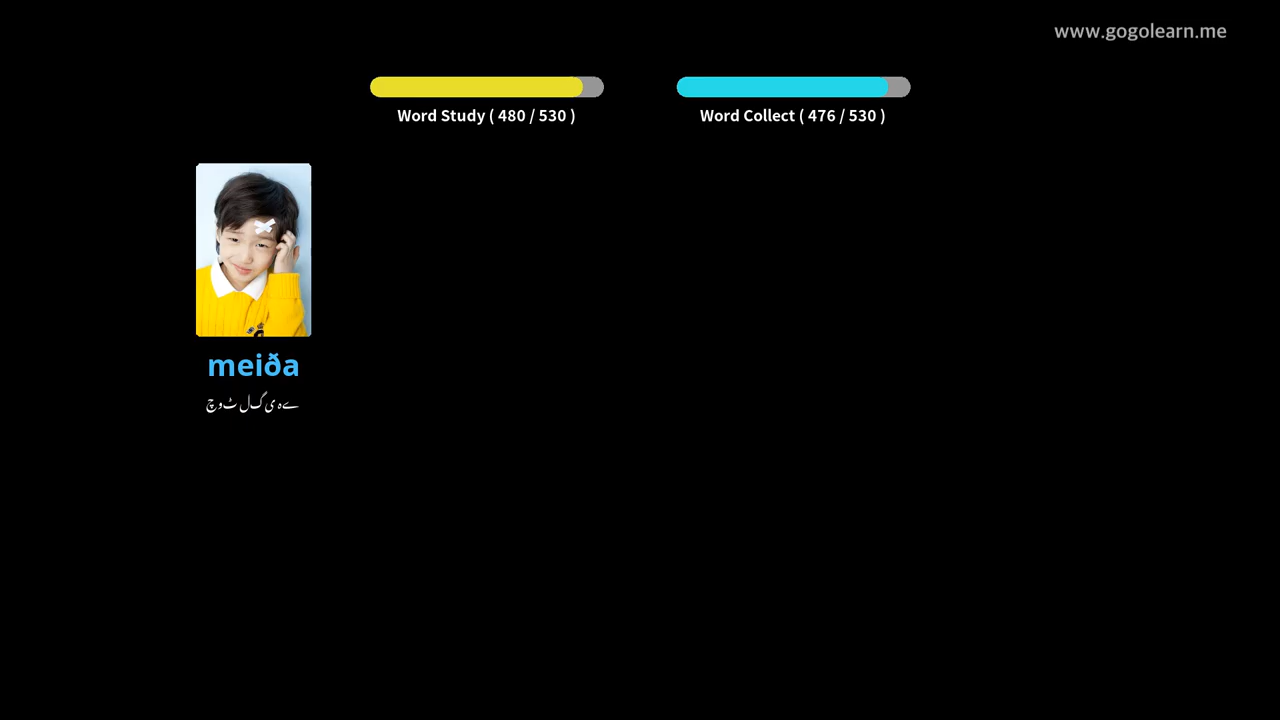 www.gogolearn.me
Word Study ( 480 / 530 )
Word Collect ( 476 / 530 )
meiða
چوٹ لگی ہے